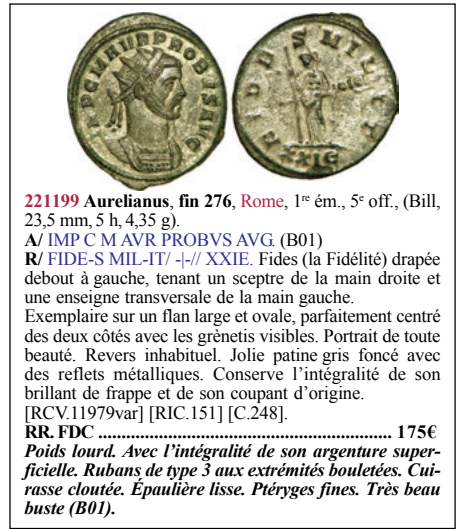 IMP C M AVR PROBVS AVG
FIDES MILIT
XXIE
221199 Aurelianus, fin 276, Rome, 1re ém., 5e off., (Bill,
23,5 mm, 5 h, 4,35 g).
A/ IMP C M AVR PROBVS AVG. (B01)
R/ FIDE-S MIL-IT/ -|-// XXIE. Fides (la Fidélité) drapée
debout à gauche, tenant un sceptre de la main droite et
une enseigne transversale de la main gauche.
Exemplaire sur un flan large et ovale, parfaitement centré
des deux côtés avec les grènetis visibles. Portrait de toute
beauté. Revers inhabituel. Jolie patine gris foncé avec
des reflets métalliques. Conserve l’intégralité de son
brillant de frappe et de son coupant d’origine.
[RCV.11979var] [RIC.151] [C.248].
RR. FDC ............................................................ 175€
Poids lourd. Avec l’intégralité de son argenture super-
ficielle. Rubans de type 3 aux extrémités bouletées. Cui-
rasse cloutée. Épaulière lisse. Ptéryges fines. Très beau
buste (B01).